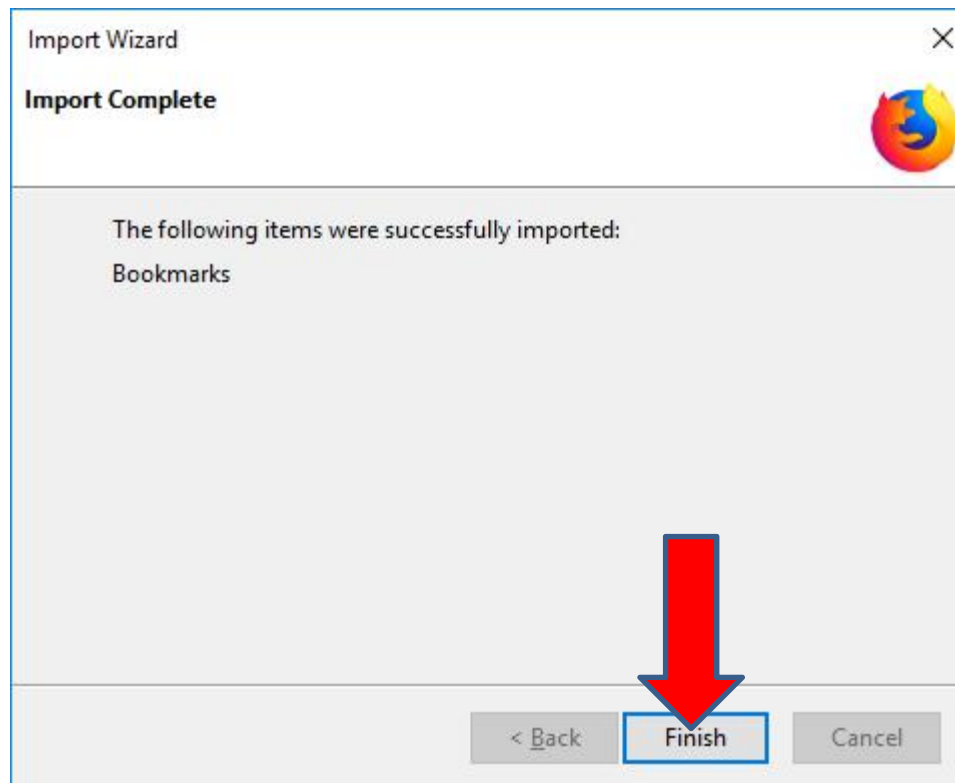 Import Wizard
Import Complete
The following items were successfully imported:
Bookmarks
< Back
Finish
Cancel